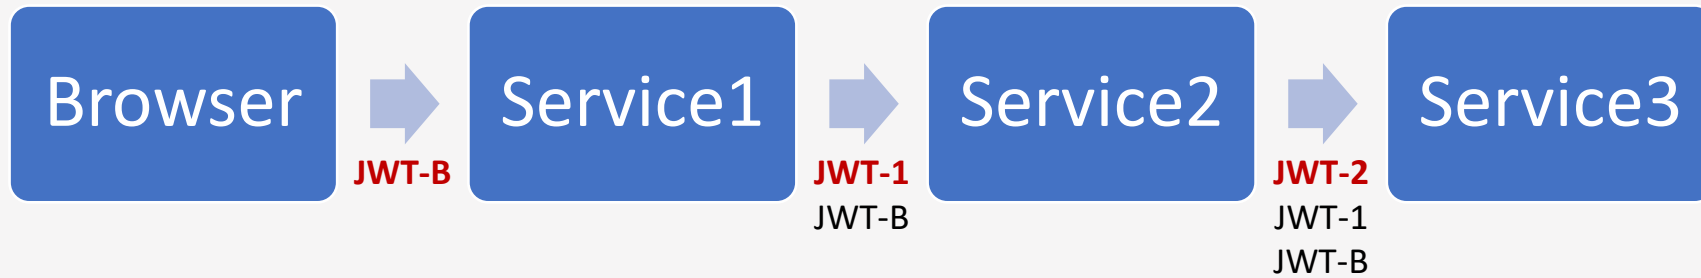 Browser
Service1
Service2
Service3
JWT-B
JWT-1
JWT-2
JWT-B
JWT-1
JWT-B